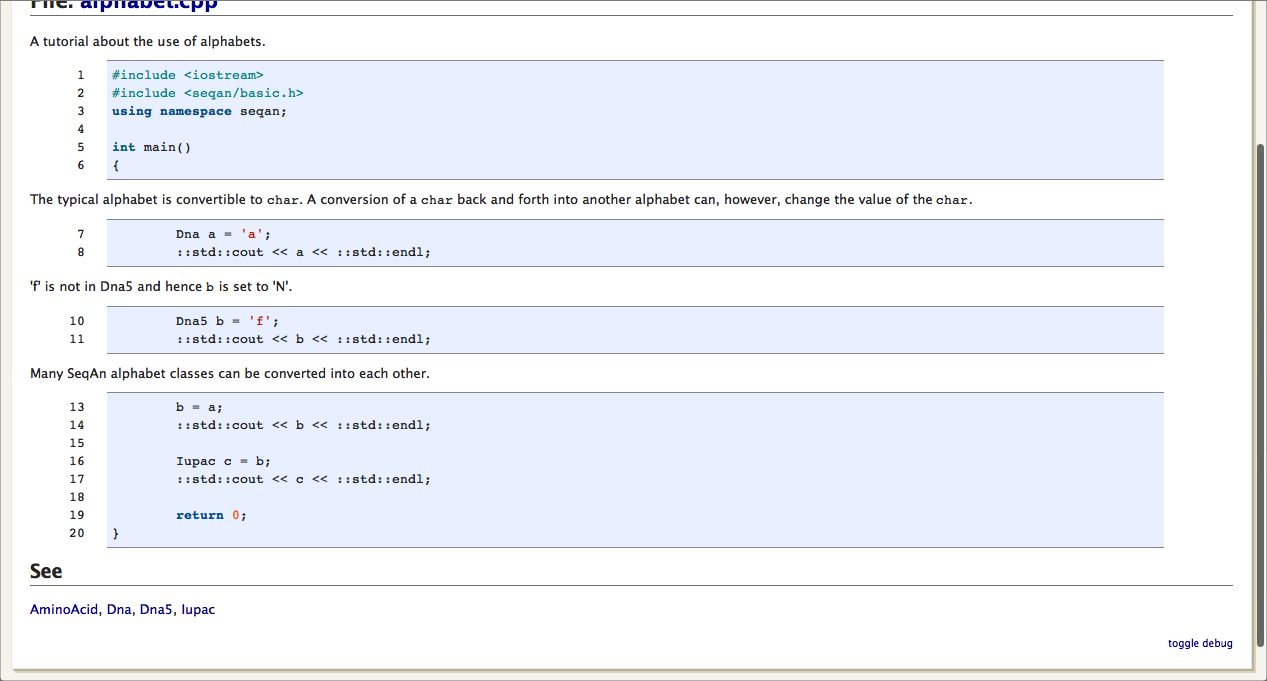 File: alphabet.cpp
A tutorial about the use of alphabets.
1 #include <iostream>
2 #include <seqan/basic.h>
3 using namespace seqan;
4
5 int main()
6 {
The typical alphabet is convertible to char. A conversion of a char back and forth into another alphabet can, however, change the value of the char.
7 Dna a = 'a';
8 ::std::cout << a << ::std::endl;
'f' is not in Dna5 and hence b is set to 'N'.
10 Dna5 b = 'f';
11 ::std::cout << b << ::std::endl;
Many SeqAn alphabet classes can be converted into each other.
13 b = a;
14 ::std::cout << b << ::std::endl;
15
16 Iupac c = b;
17 ::std::cout << c << ::std::endl;
18
19 return 0;
20 }
See
AminoAcid, Dna, Dna5, Iupac
toggle debug